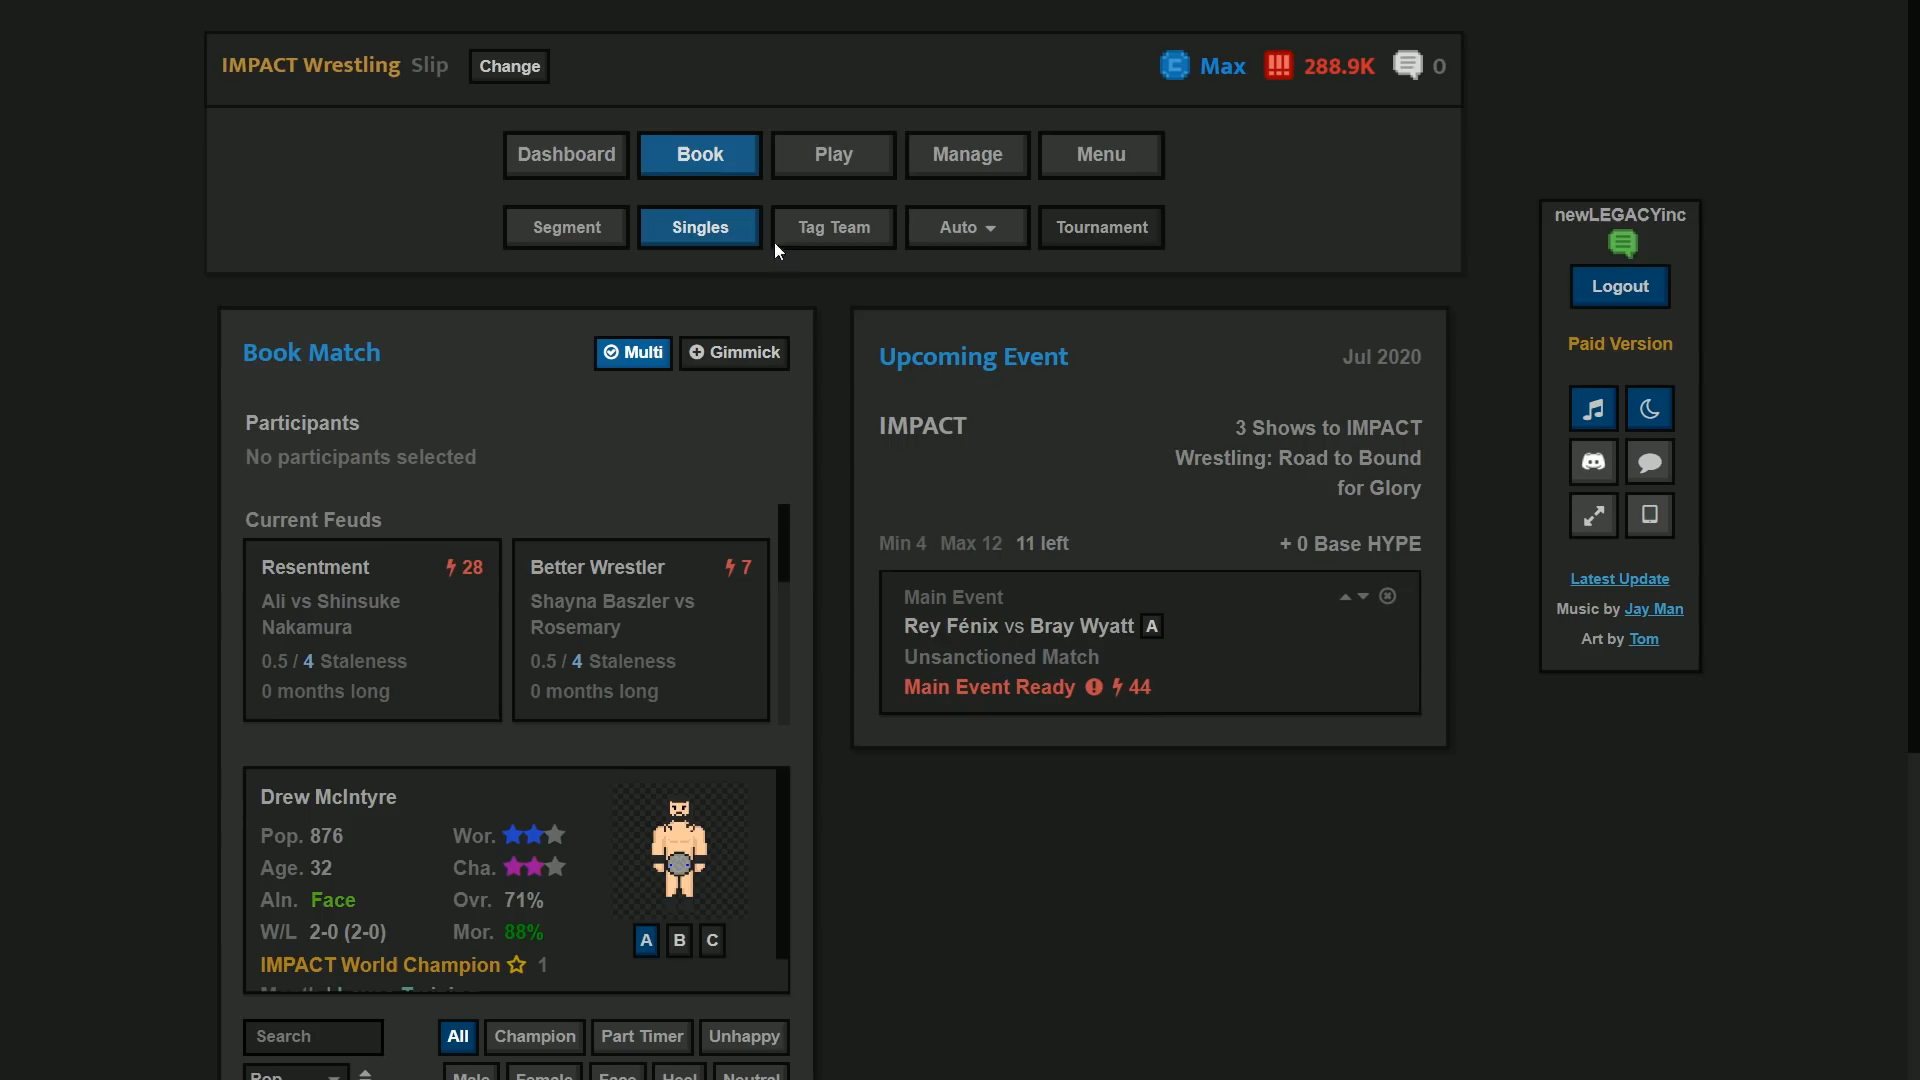 IMPACT Wrestling Slip Change
Max 288.9K 0
Dashboard Book Play Manage Menu
Segment Singles Tag Team Auto Tournament
newLEGACYinc
Logout
Paid Version
Latest Update
Music by Jay Man
Art by Tom
Book Match Multi Gimmick
Participants
No participants selected
Current Feuds
Resentment 28
Ali vs Shinsuke
Nakamura
0.5 / 4 Staleness
0 months long
Better Wrestler 7
Shayna Baszler vs
Rosemary
0.5 / 4 Staleness
0 months long
Drew McIntyre
Pop. 876 Wor.
Age. 32 Cha.
Aln. Face Ovr. 71%
W/L 2-0 (2-0) Mor. 88%
IMPACT World Champion 1
A B C
Search All Champion Part Timer Unhappy
Pop Male Female Face Heel Neutral
Upcoming Event Jul 2020
IMPACT
3 Shows to IMPACT
Wrestling: Road to Bound
for Glory
Min 4 Max 12 11 left + 0 Base HYPE
Main Event
Rey Fénix vs Bray Wyatt A
Unsanctioned Match
Main Event Ready 44